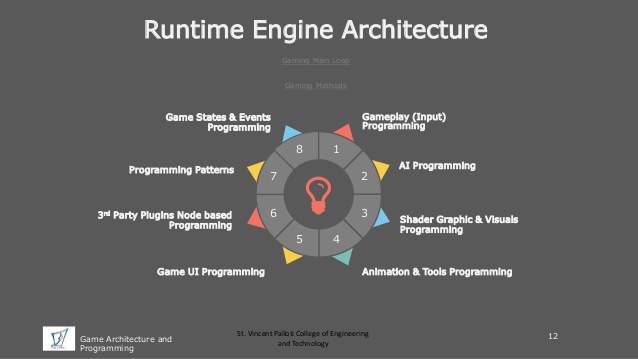 Runtime Engine Architecture
Gaming Main Loop
Gaming Methods
Game States & Events
Programming
Gameplay (Input)
Programming
8
1
Programming Patterns
AI Programming
7
2
3rd Party Plugins Node based
Programming
6
3
Shader Graphic & Visuals
Programming
5
4
Game UI Programming
Animation & Tools Programming
Game Architecture and
Programming
St. Vincent Palloti College of Engineering
and Technology
12